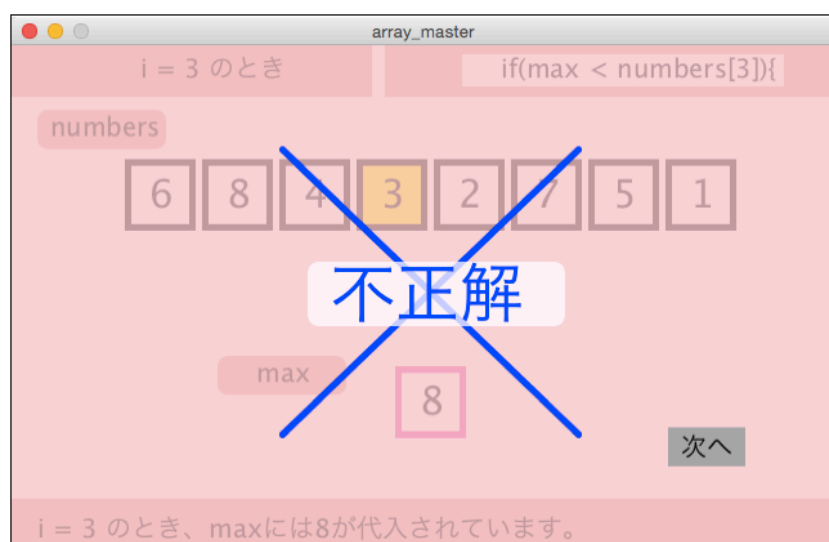 array_master
i = 3 のとき
if(max < numbers[3]){
numbers
6 8 4 3 2 7 5 1
不正解
max
8
次へ
i = 3 のとき、maxには8が代入されています。